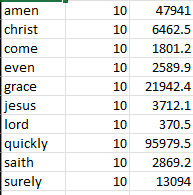 amen 10 47941
christ 10 6462.5
come 10 1801.2
even 10 2589.9
grace 10 21942.4
jesus 10 3712.1
lord 10 370.5
quickly 10 95979.5
saith 10 2869.2
surely 10 13094